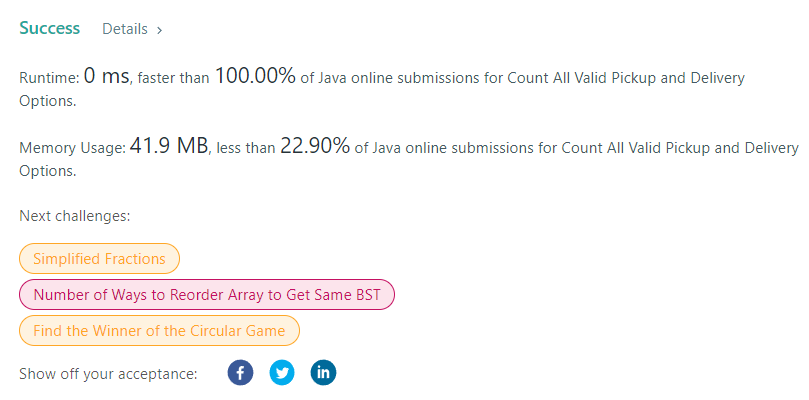 Success Details >
Runtime: 0 ms, faster than 100.00% of Java online submissions for Count All Valid Pickup and Delivery
Options.
Memory Usage: 41.9 MB, less than 22.90% of Java online submissions for Count All Valid Pickup and Delivery
Options.
Next challenges:
Simplified Fractions
Number of Ways to Reorder Array to Get Same BST
Find the Winner of the Circular Game
Show off your acceptance: f in